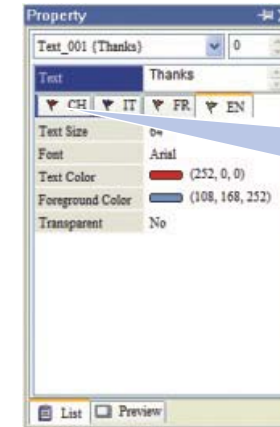 Property
Text_001 (Thanks) 0
Text Thanks
CH IT FR EN
Text Size 64
Font Arial
Text Color (252, 0, 0)
Foreground Color (108, 168, 252)
Transparent No
List Preview